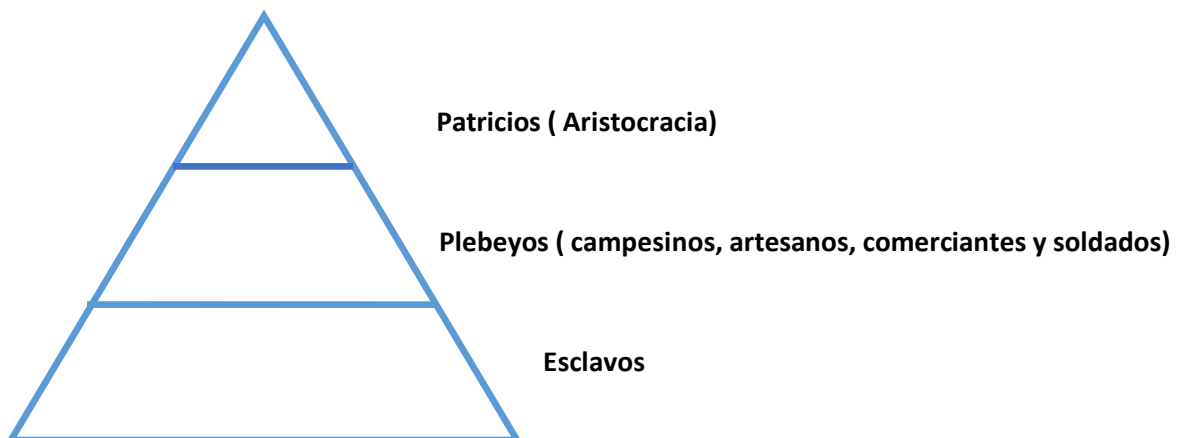 Patricios ( Aristocracia)
Plebeyos ( campesinos, artesanos, comerciantes y soldados)
Esclavos